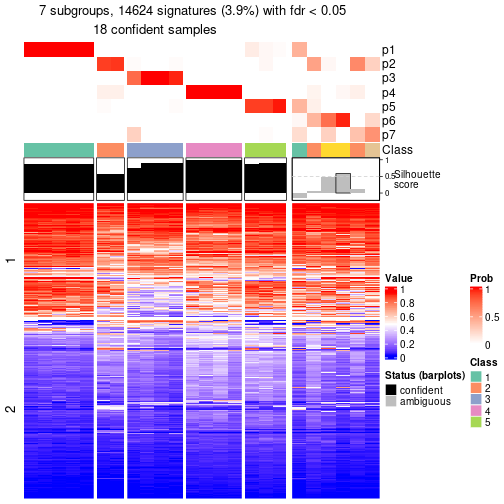 7 subgroups, 14624 signatures (3.9%) with fdr < 0.05
18 confident samples
p1
p2
p3
p4
p5
p6
p7
Class
1
0.5
0
Silhouette
score
1
2
Value
1
0.8
0.6
0.4
0.2
0
Status (barplots)
confident
ambiguous
Prob
1
0.5
0
Class
1
2
3
4
5